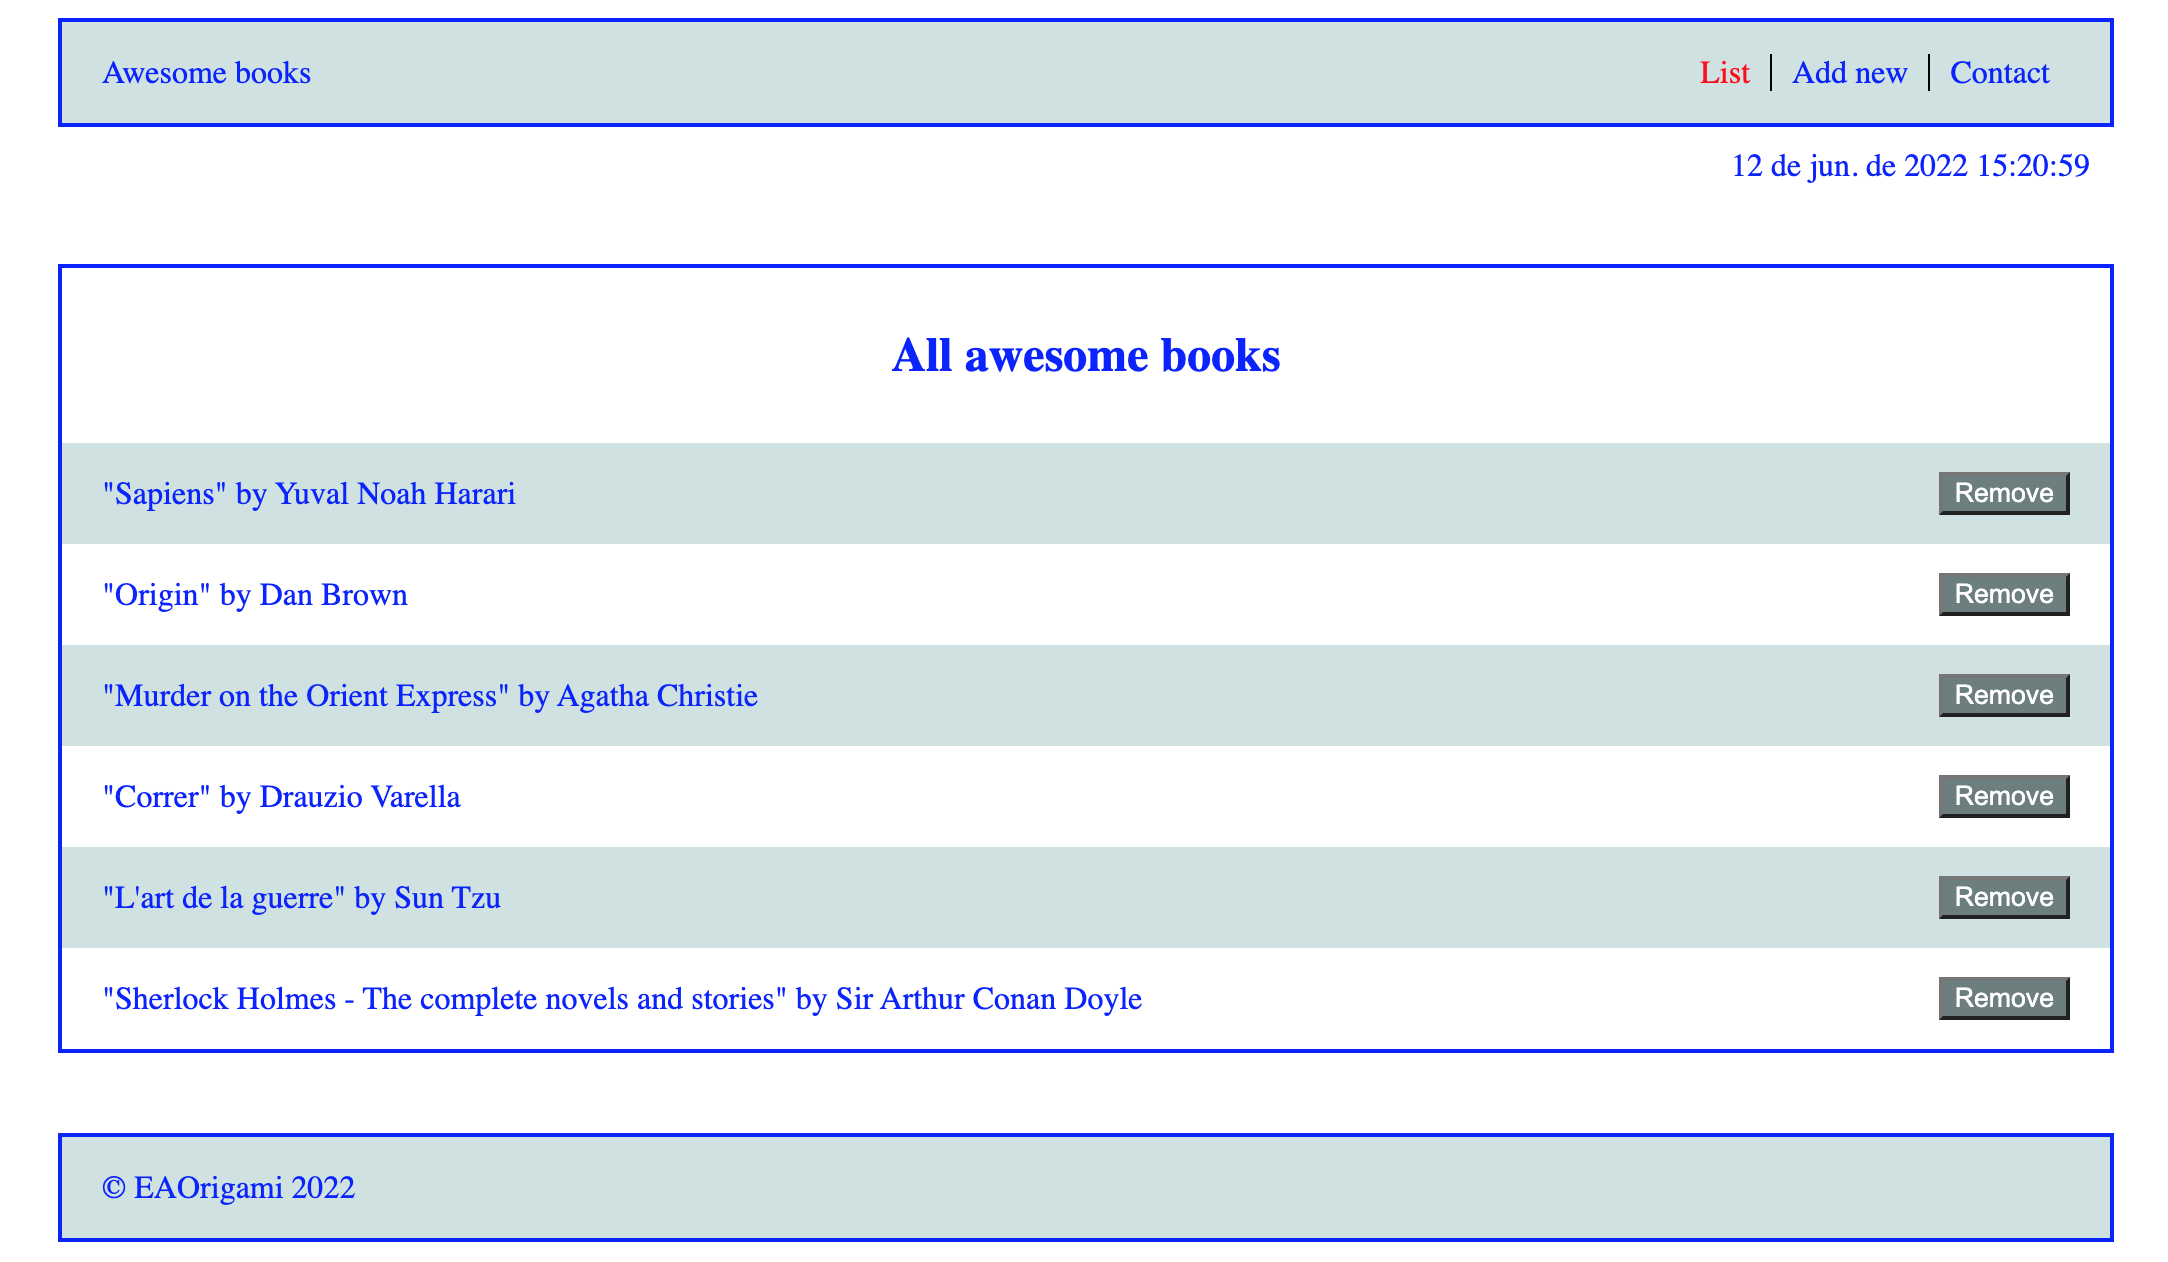 Awesome books
List
Add new
Contact
12 de jun. de 2022 15:20:59
All awesome books
"Sapiens" by Yuval Noah Harari
Remove
"Origin" by Dan Brown
Remove
"Murder on the Orient Express" by Agatha Christie
Remove
"Correr" by Drauzio Varella
Remove
"L'art de la guerre" by Sun Tzu
Remove
"Sherlock Holmes - The complete novels and stories" by Sir Arthur Conan Doyle
Remove
© EAOrigami 2022